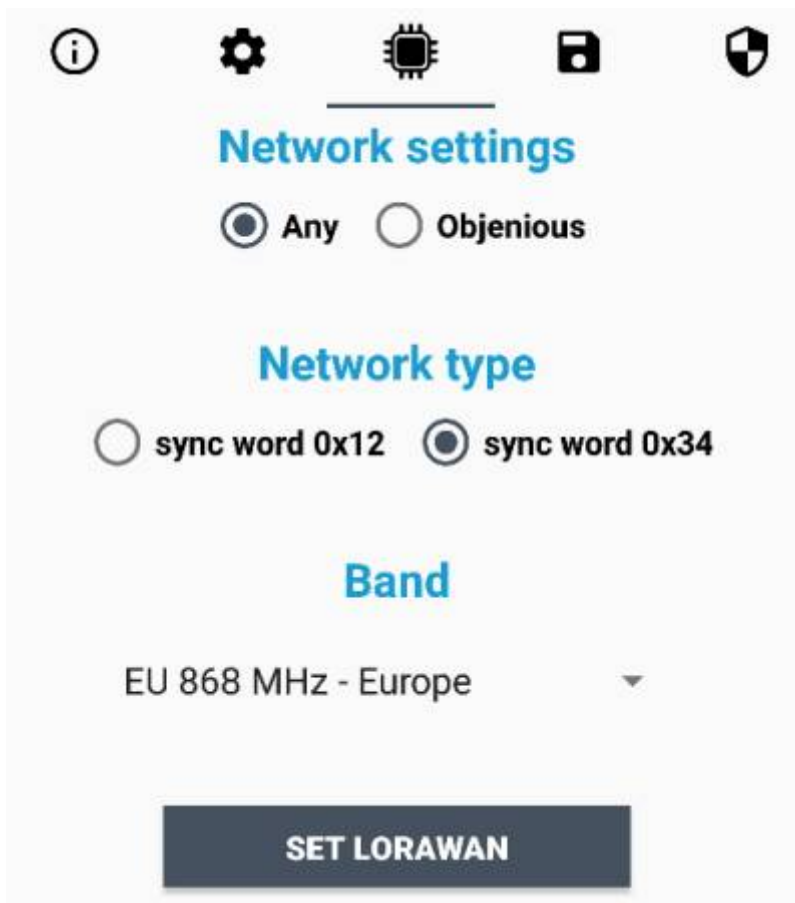 Network settings
Any Objenious
Network type
sync word 0x12 sync word 0x34
Band
EU 868 MHz - Europe
SET LORAWAN